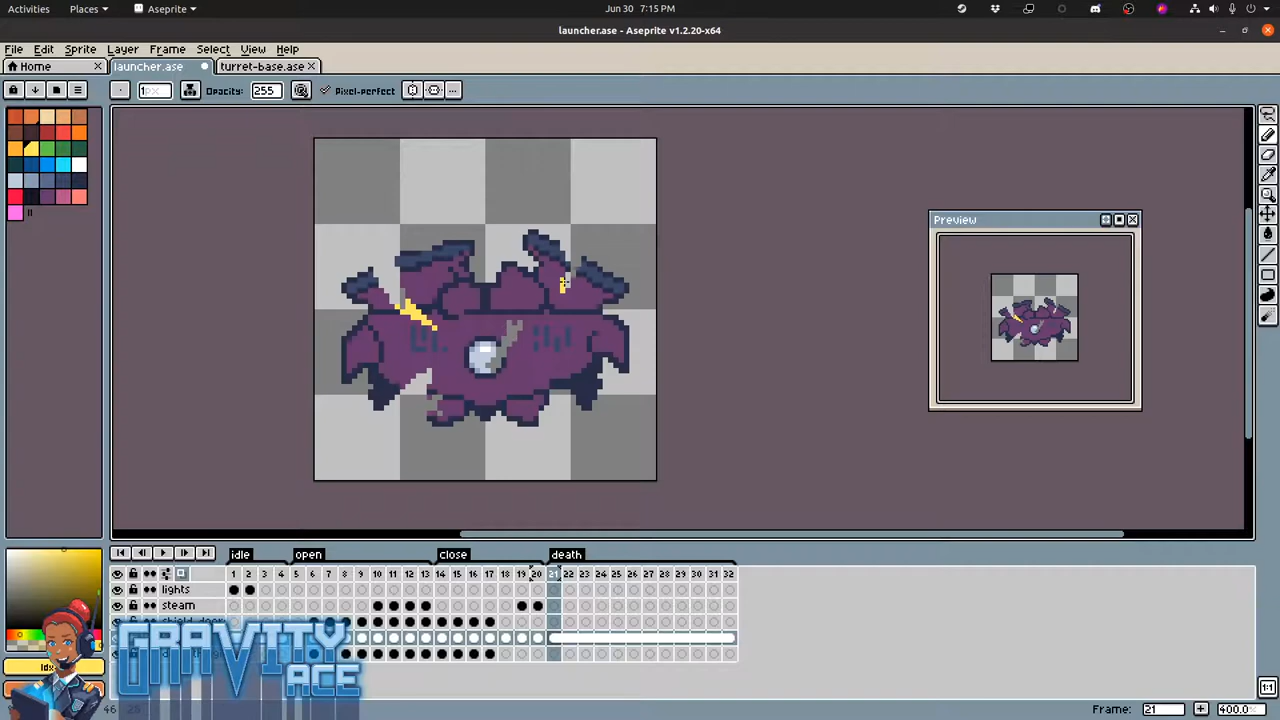 Activities Places Aseprite Jun 30 7:15 PM
launcher.ase - Aseprite v1.2.20-x64
File Edit Sprite Layer Frame Select View Help
Home launcher.ase turret-base.ase
1px Opacity: 255 Pixel-perfect ...
Preview
idle open close death
1 2 3 4 5 6 7 8 9 10 11 12 13 14 15 16 17 18 19 20 21 22 23 24 25 26 27 28 29 30 31 32
lights
steam
GRAVITY
ACE
Idx
1:1
Frame: 21 + 400.0%